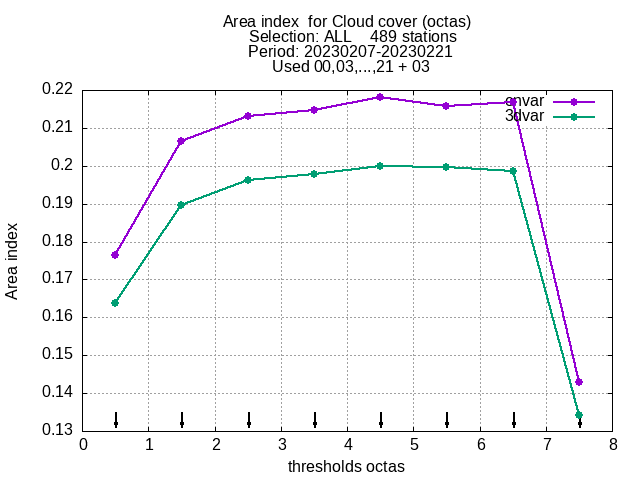 Area index  for Cloud cover (octas)
Selection: ALL    489 stations
Period: 20230207-20230221
Used 00,03,...,21 + 03
0.22
0.21
0.2
0.19
0.18
0.17
0.16
0.15
0.14
0.13
envar
3dvar
Area index
0 1 2 3 4 5 6 7 8
thresholds octas